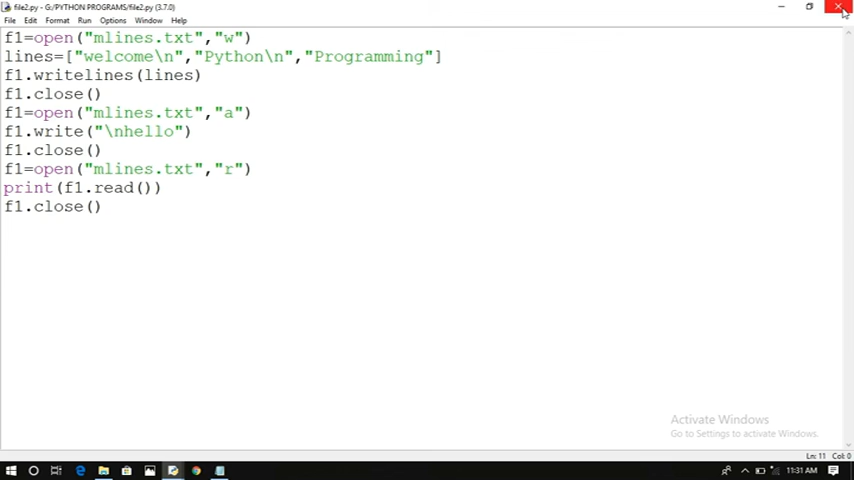 file2.py - G:/PYTHON PROGRAMS/file2.py (3.7.0)
File Edit Format Run Options Window Help
f1=open("mlines.txt","w")
lines=["welcome\n","Python\n","Programming"]
f1.writelines(lines)
f1.close()
f1=open("mlines.txt","a")
f1.write("\nhello")
f1.close()
f1=open("mlines.txt","r")
print(f1.read())
f1.close()
Activate Windows
Go to Settings to activate Windows.
Ln: 11 Col: 0
11:31 AM